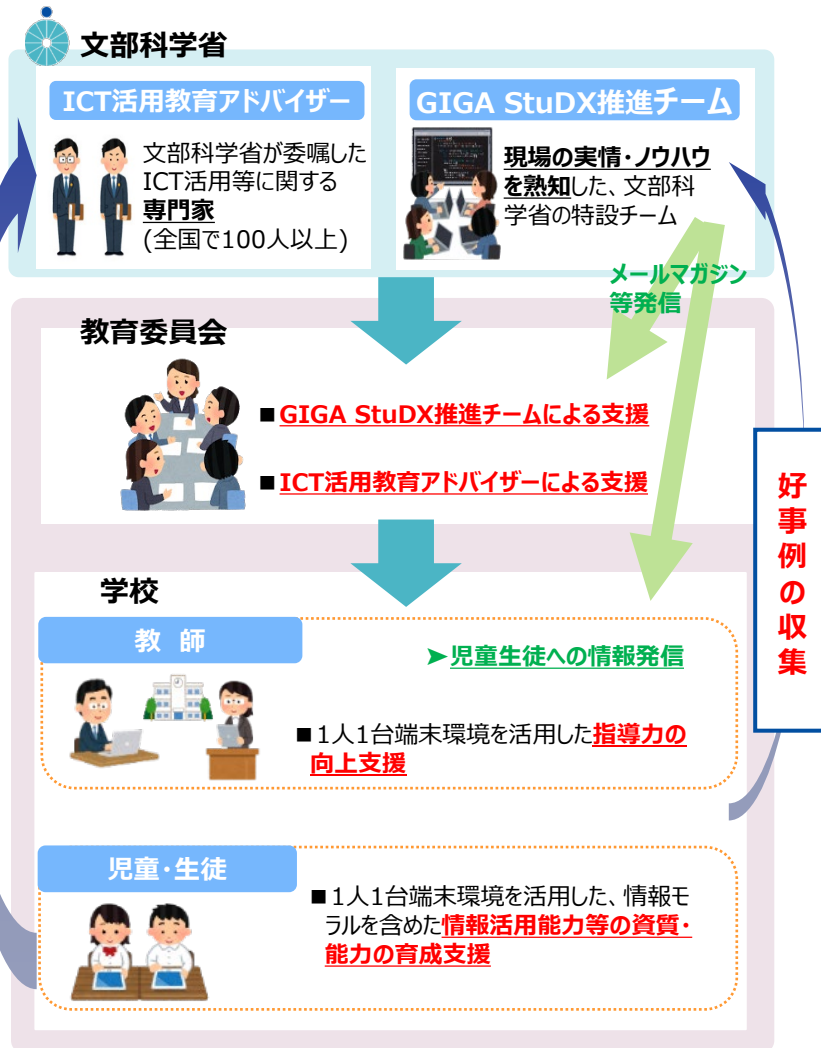 文部科学省
ICT活用教育アドバイザー
文部科学省が委嘱した
ICT活用等に関する
専門家
(全国で100人以上)
GIGA StuDX推進チーム
現場の実情・ノウハウ
を熟知した、文部科
学省の特設チーム
メールマガジン
等発信
教育委員会
■GIGA StuDX推進チームによる支援
■ICT活用教育アドバイザーによる支援
好事例の収集
学校
教 師
➤児童生徒への情報発信
■1人1台端末環境を活用した指導力の
向上支援
児童・生徒
■1人1台端末環境を活用した、情報モ
ラルを含めた情報活用能力等の資質・
能力の育成支援